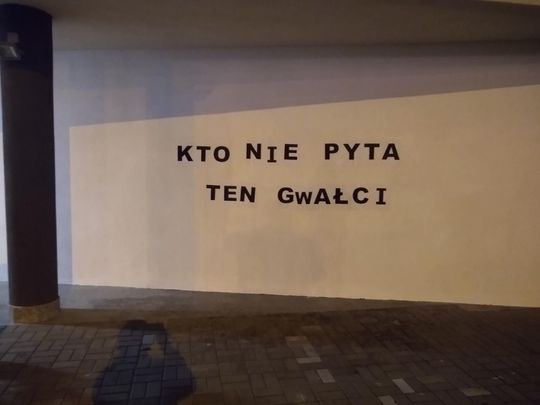 KTO NIE PYTA
TEN GwAŁCI